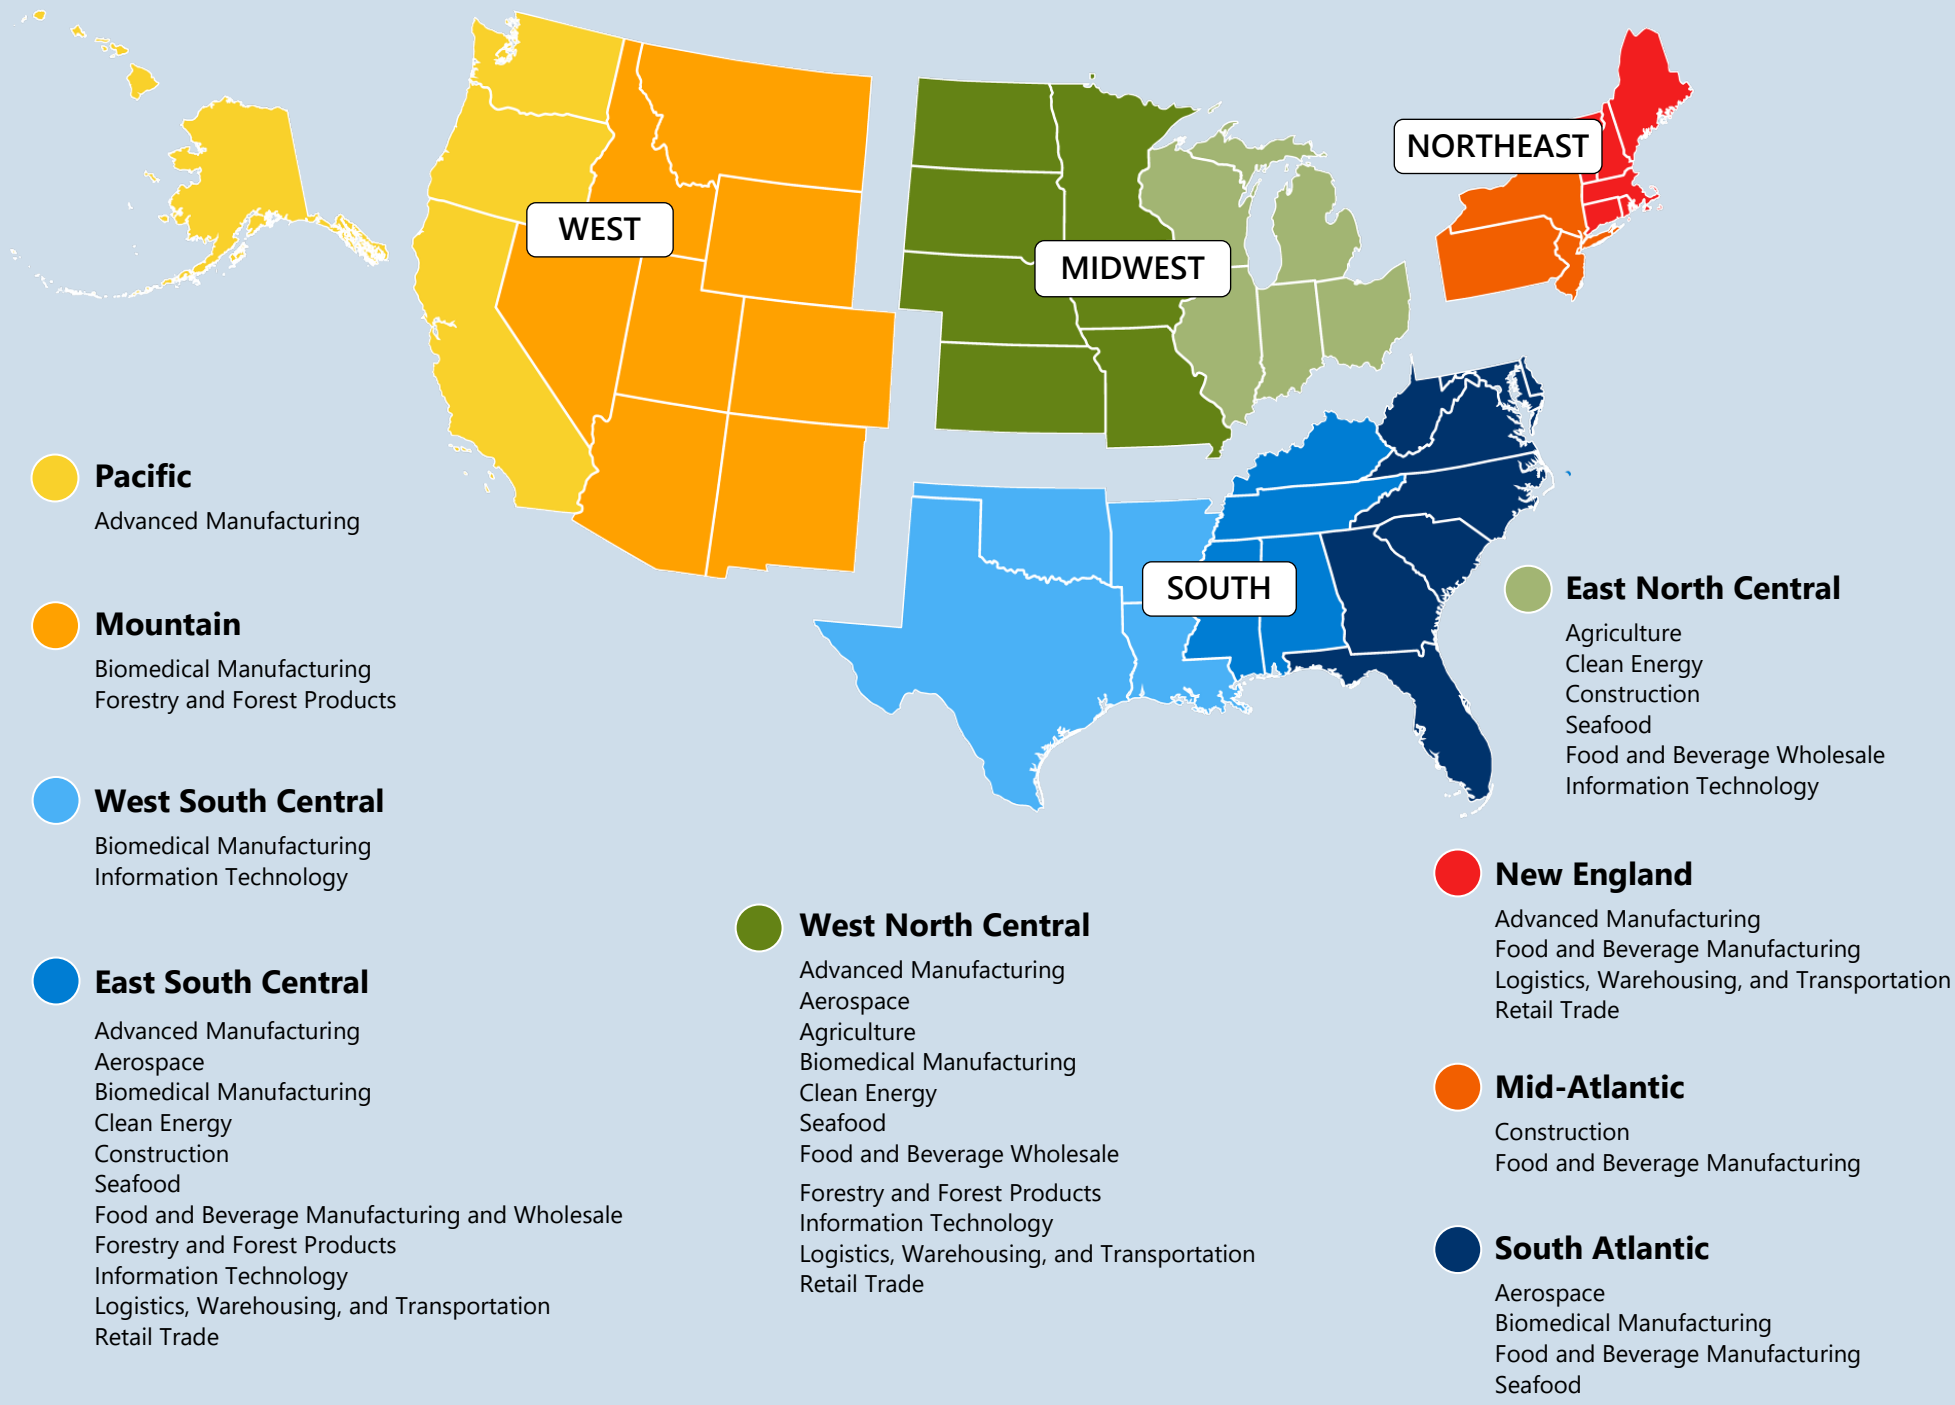 NORTHEAST
WEST
MIDWEST
SOUTH
Pacific
Advanced Manufacturing
Mountain
Biomedical Manufacturing
Forestry and Forest Products
West South Central
Biomedical Manufacturing
Information Technology
East South Central
Advanced Manufacturing
Aerospace
Biomedical Manufacturing
Clean Energy
Construction
Seafood
Food and Beverage Manufacturing and Wholesale
Forestry and Forest Products
Information Technology
Logistics, Warehousing, and Transportation
Retail Trade
West North Central
Advanced Manufacturing
Aerospace
Agriculture
Biomedical Manufacturing
Clean Energy
Seafood
Food and Beverage Wholesale
Forestry and Forest Products
Information Technology
Logistics, Warehousing, and Transportation
Retail Trade
East North Central
Agriculture
Clean Energy
Construction
Seafood
Food and Beverage Wholesale
Information Technology
New England
Advanced Manufacturing
Food and Beverage Manufacturing
Logistics, Warehousing, and Transportation
Retail Trade
Mid-Atlantic
Construction
Food and Beverage Manufacturing
South Atlantic
Aerospace
Biomedical Manufacturing
Food and Beverage Manufacturing
Seafood